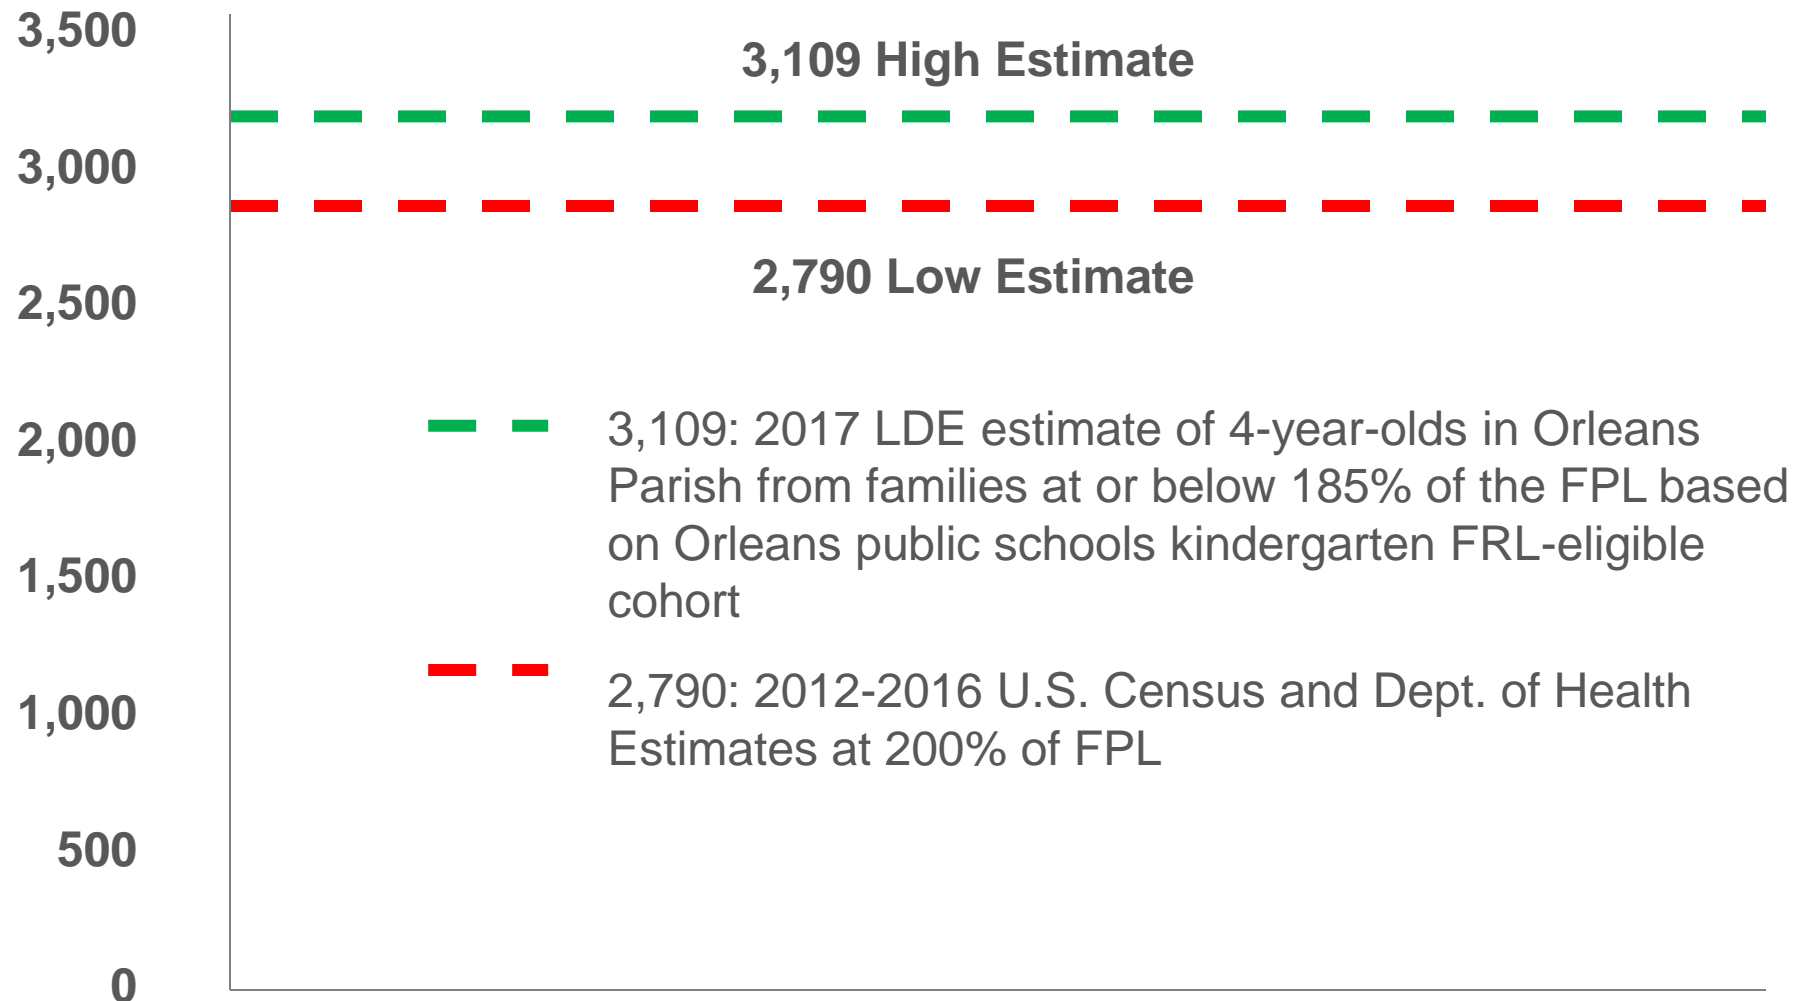 3,500
3,109 High Estimate
3,000
2,790 Low Estimate
2,500
2,000
3,109: 2017 LDE estimate of 4-year-olds in Orleans
Parish from families at or below 185% of the FPL based
on Orleans public schools kindergarten FRL-eligible
cohort
1,500
2,790: 2012-2016 U.S. Census and Dept. of Health
Estimates at 200% of FPL
1,000
500
0